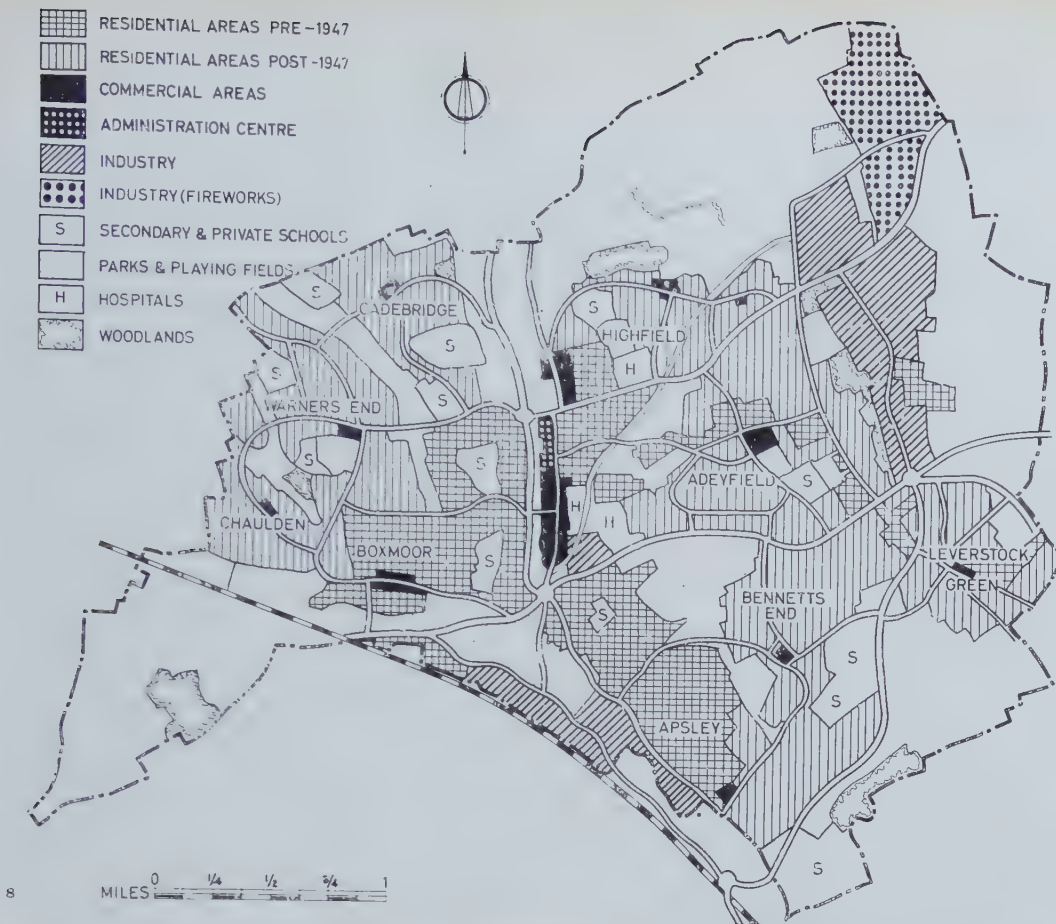 RESIDENTIAL AREAS PRE-1947
RESIDENTIAL AREAS POST-1947
COMMERCIAL AREAS
ADMINISTRATION CENTRE
INDUSTRY
INDUSTRY (FIREWORKS)
S SECONDARY & PRIVATE SCHOOLS
PARKS & PLAYING FIELDS
H HOSPITALS
WOODLANDS
S
GADEBRIDGE
S
HIGHFIELD
S
H
S
S
WARNERS END
S
S
ADEYFIELD
S
H
H
CHAULDEN
BOXMOOR
S
LEVERSTOCK
GREEN
BENNETTS
END
S
S
S
APSLEY
S
8
MILES 0 1/4 1/2 3/4 1